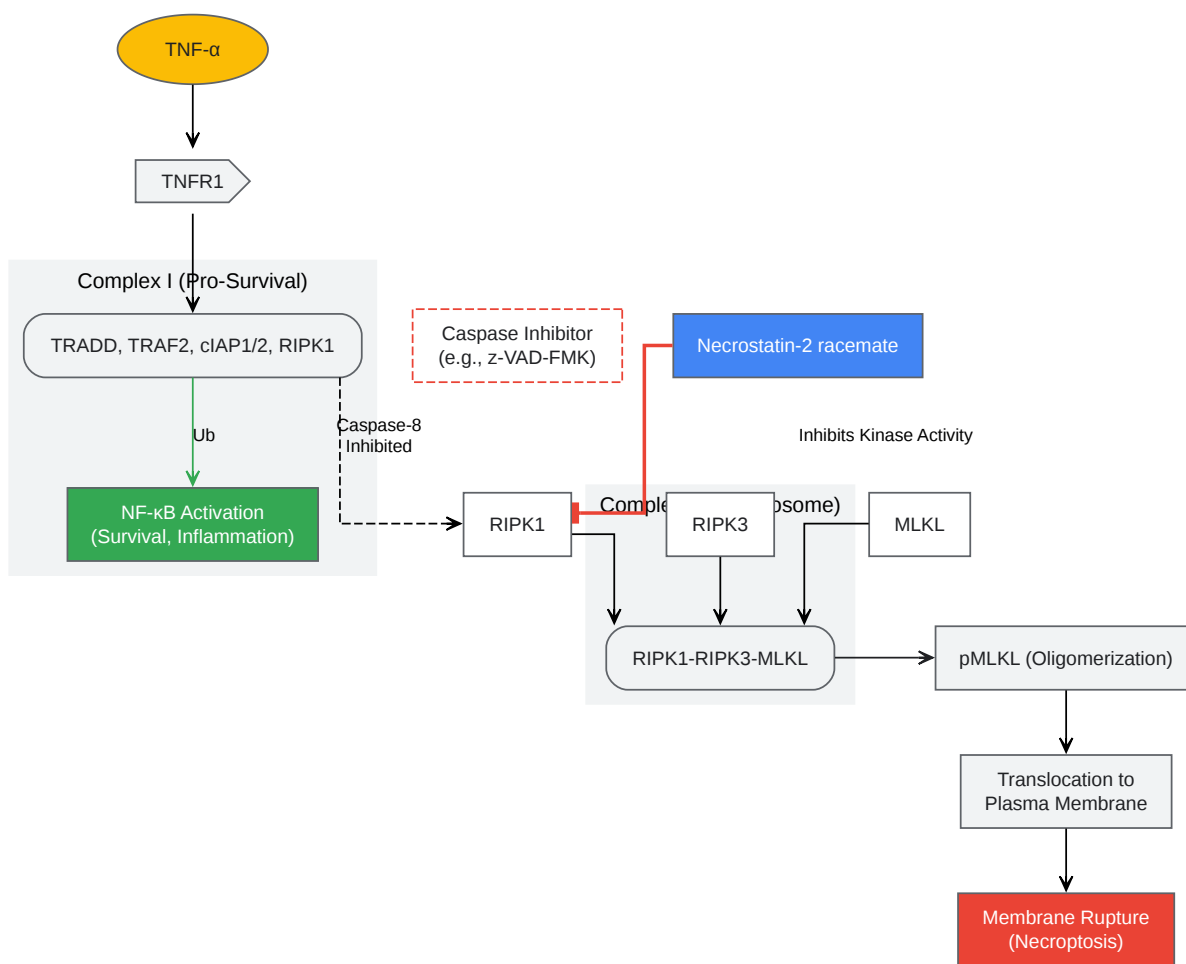 TNF-α
TNFR1
Complex I (Pro-Survival)
TRADD, TRAF2, cIAP1/2, RIPK1
Caspase Inhibitor
(e.g., z-VAD-FMK)
Necrostatin-2 racemate
Ub
Caspase-8
Inhibited
Inhibits Kinase Activity
NF-κB Activation
(Survival, Inflammation)
RIPK1
RIPK3
MLKL
RIPK1-RIPK3-MLKL
pMLKL (Oligomerization)
Translocation to
Plasma Membrane
Membrane Rupture
(Necroptosis)